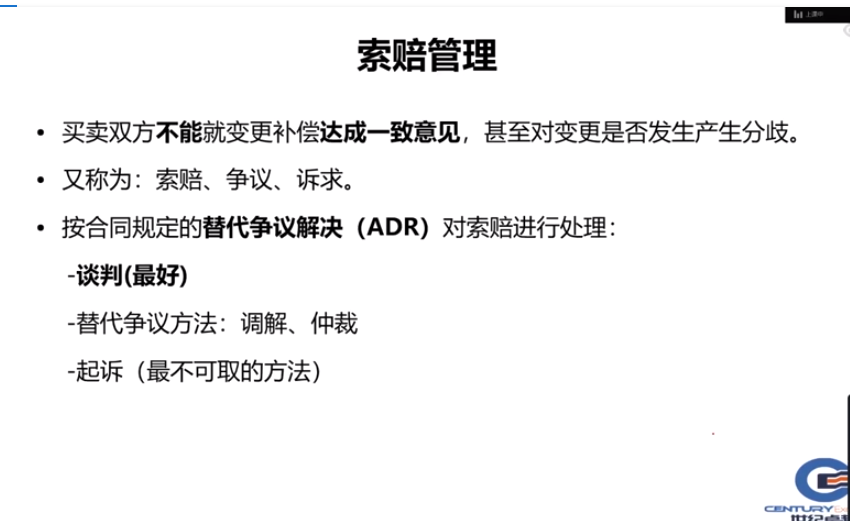 上课中
索赔管理
• 买卖双方不能就变更补偿达成一致意见，甚至对变更是否发生产生分歧。
• 又称为：索赔、争议、诉求。
• 按合同规定的替代争议解决（ADR）对索赔进行处理：
-谈判(最好)
-替代争议方法：调解、仲裁
-起诉（最不可取的方法）
CENTURY
世纪卓